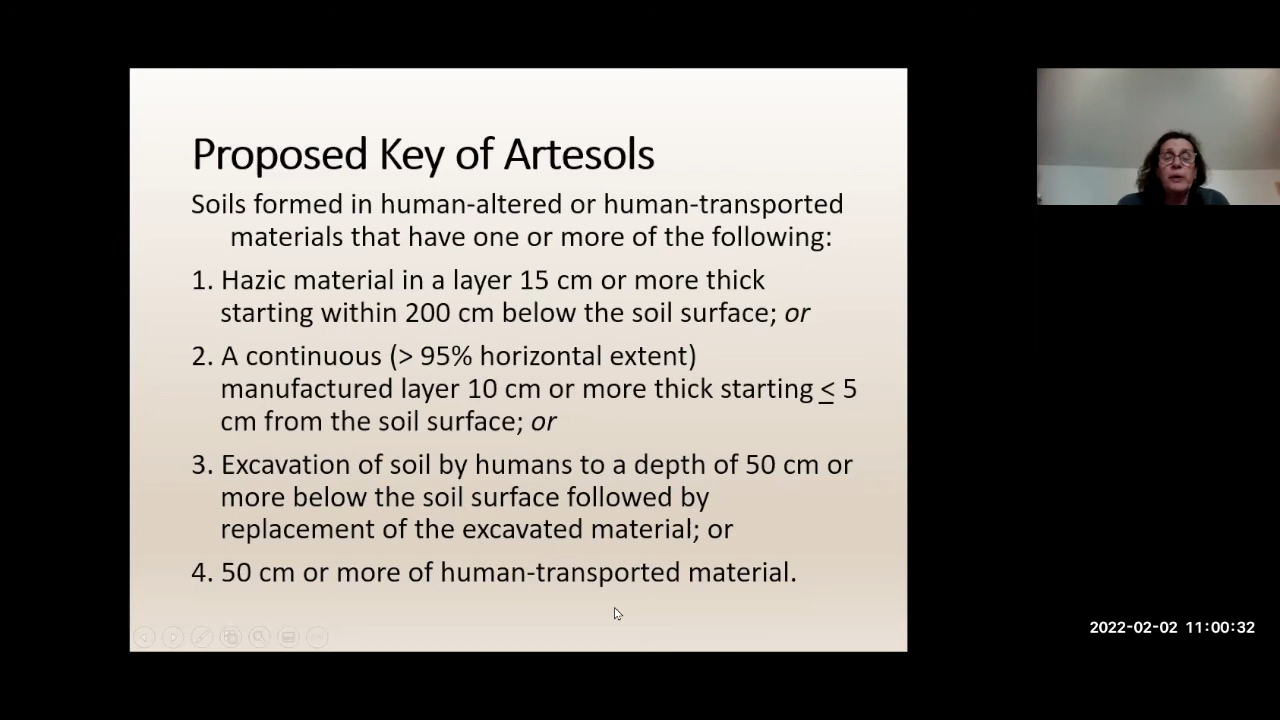 Proposed Key of Artesols
Soils formed in human-altered or human-transported
materials that have one or more of the following:
1. Hazic material in a layer 15 cm or more thick
starting within 200 cm below the soil surface; or
2. A continuous (> 95% horizontal extent)
manufactured layer 10 cm or more thick starting < 5
cm from the soil surface; or
3. Excavation of soil by humans to a depth of 50 cm or
more below the soil surface followed by
replacement of the excavated material; or
4. 50 cm or more of human-transported material.
2022-02-02 11:00:32